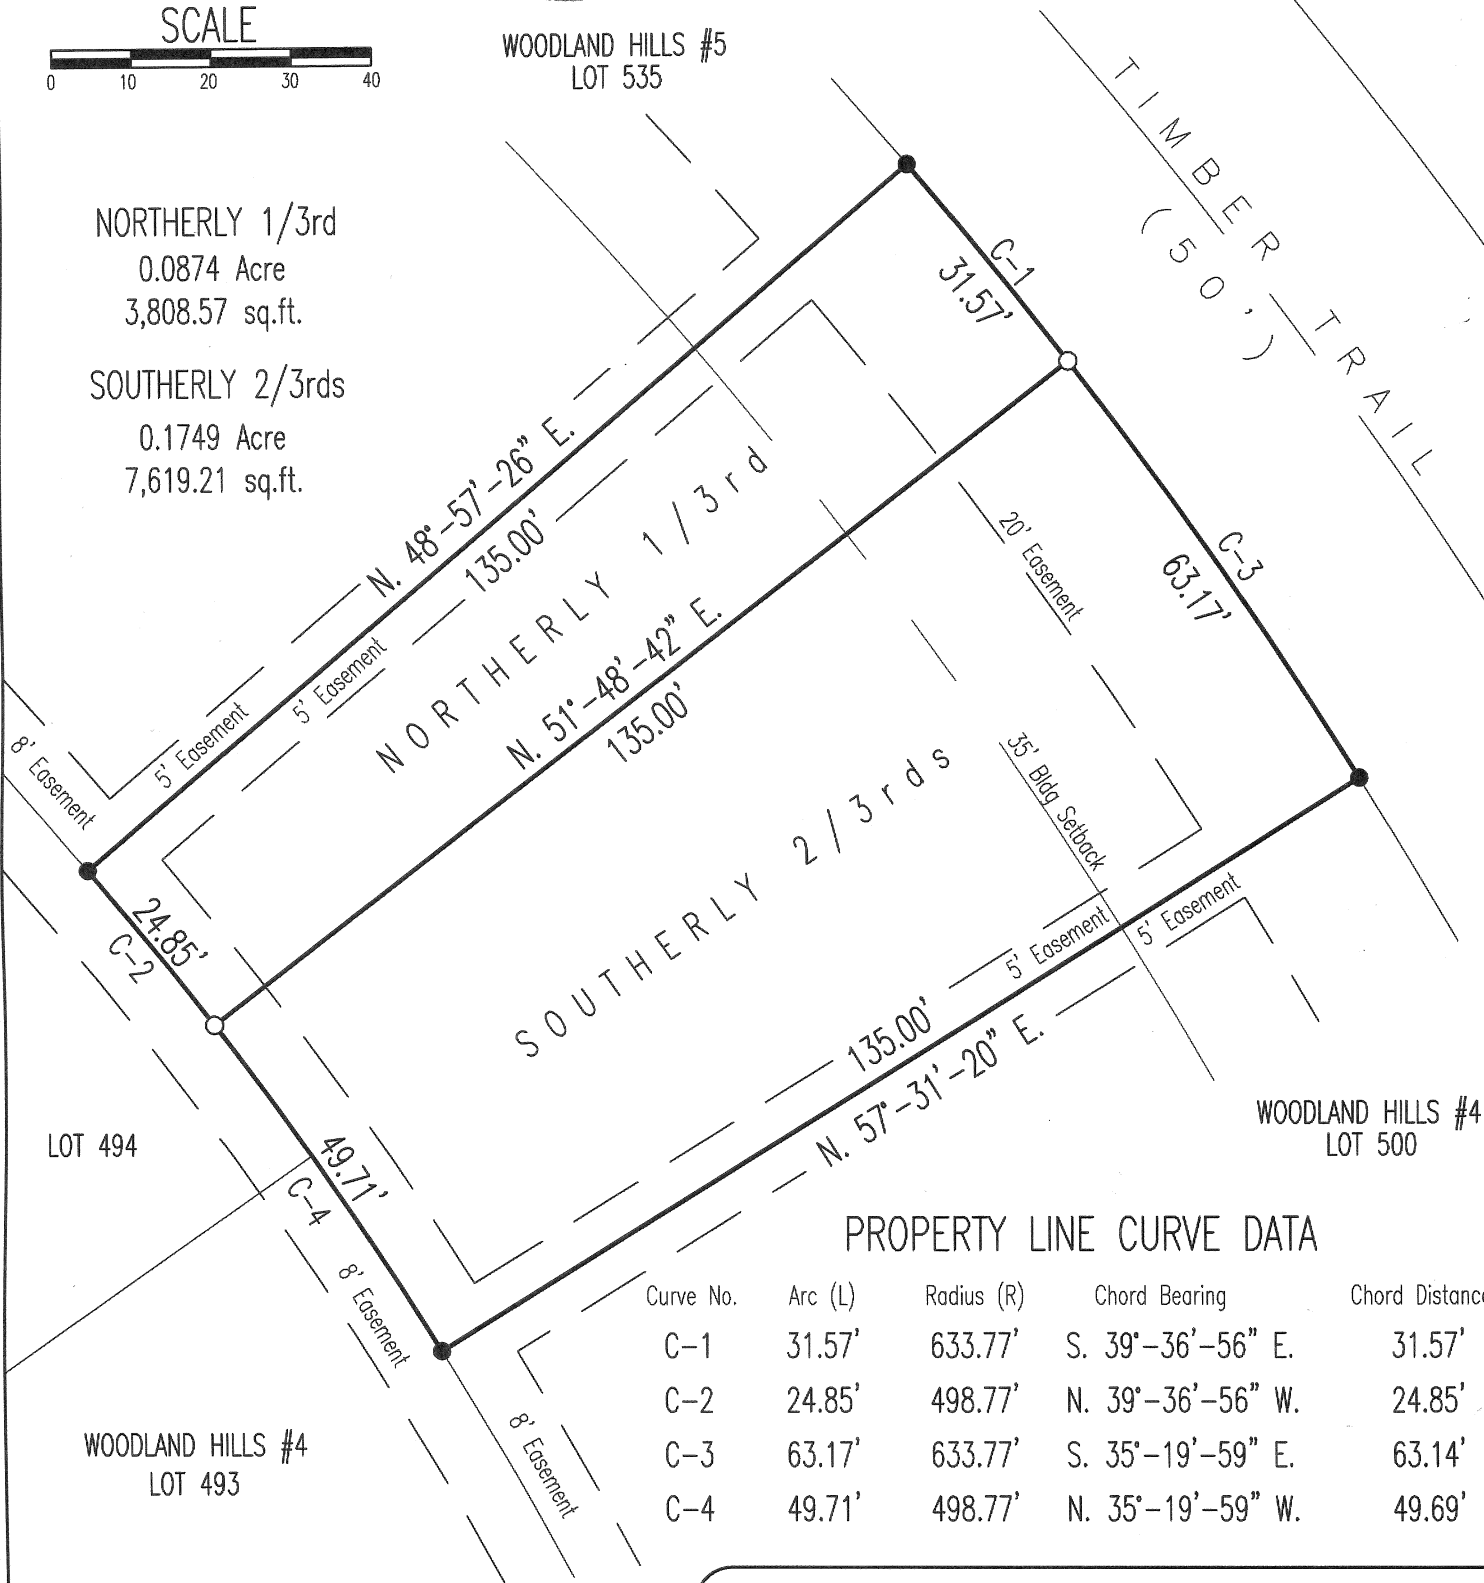 SCALE
0 10 20 30 40
WOODLAND HILLS #5
LOT 535
TIMBER TRAIL
(50')
NORTHERLY 1/3rd
0.0874 Acre
3,808.57 sq.ft.
SOUTHERLY 2/3rds
0.1749 Acre
7,619.21 sq.ft.
C-1
31.57'
N. 48°-57'-26" E.
135.00'
NORTHERLY 1/3rd
5' Easement
5' Easement
8' Easement
N. 51°-48'-42" E.
135.00'
20' Easement
C-3
63.17'
35' Bldg Setback
SOUTHERLY 2/3rds
24.85'
C-2
5' Easement
5' Easement
135.00'
N. 57°-31'-20" E.
LOT 494
49.71'
C-4
8' Easement
WOODLAND HILLS #4
LOT 500
WOODLAND HILLS #4
LOT 493
8' Easement
PROPERTY LINE CURVE DATA
Curve No. Arc (L) Radius (R) Chord Bearing Chord Distance
C-1 31.57' 633.77' S. 39°-36'-56" E. 31.57'
C-2 24.85' 498.77' N. 39°-36'-56" W. 24.85'
C-3 63.17' 633.77' S. 35°-19'-59" E. 63.14'
C-4 49.71' 498.77' N. 35°-19'-59" W. 49.69'